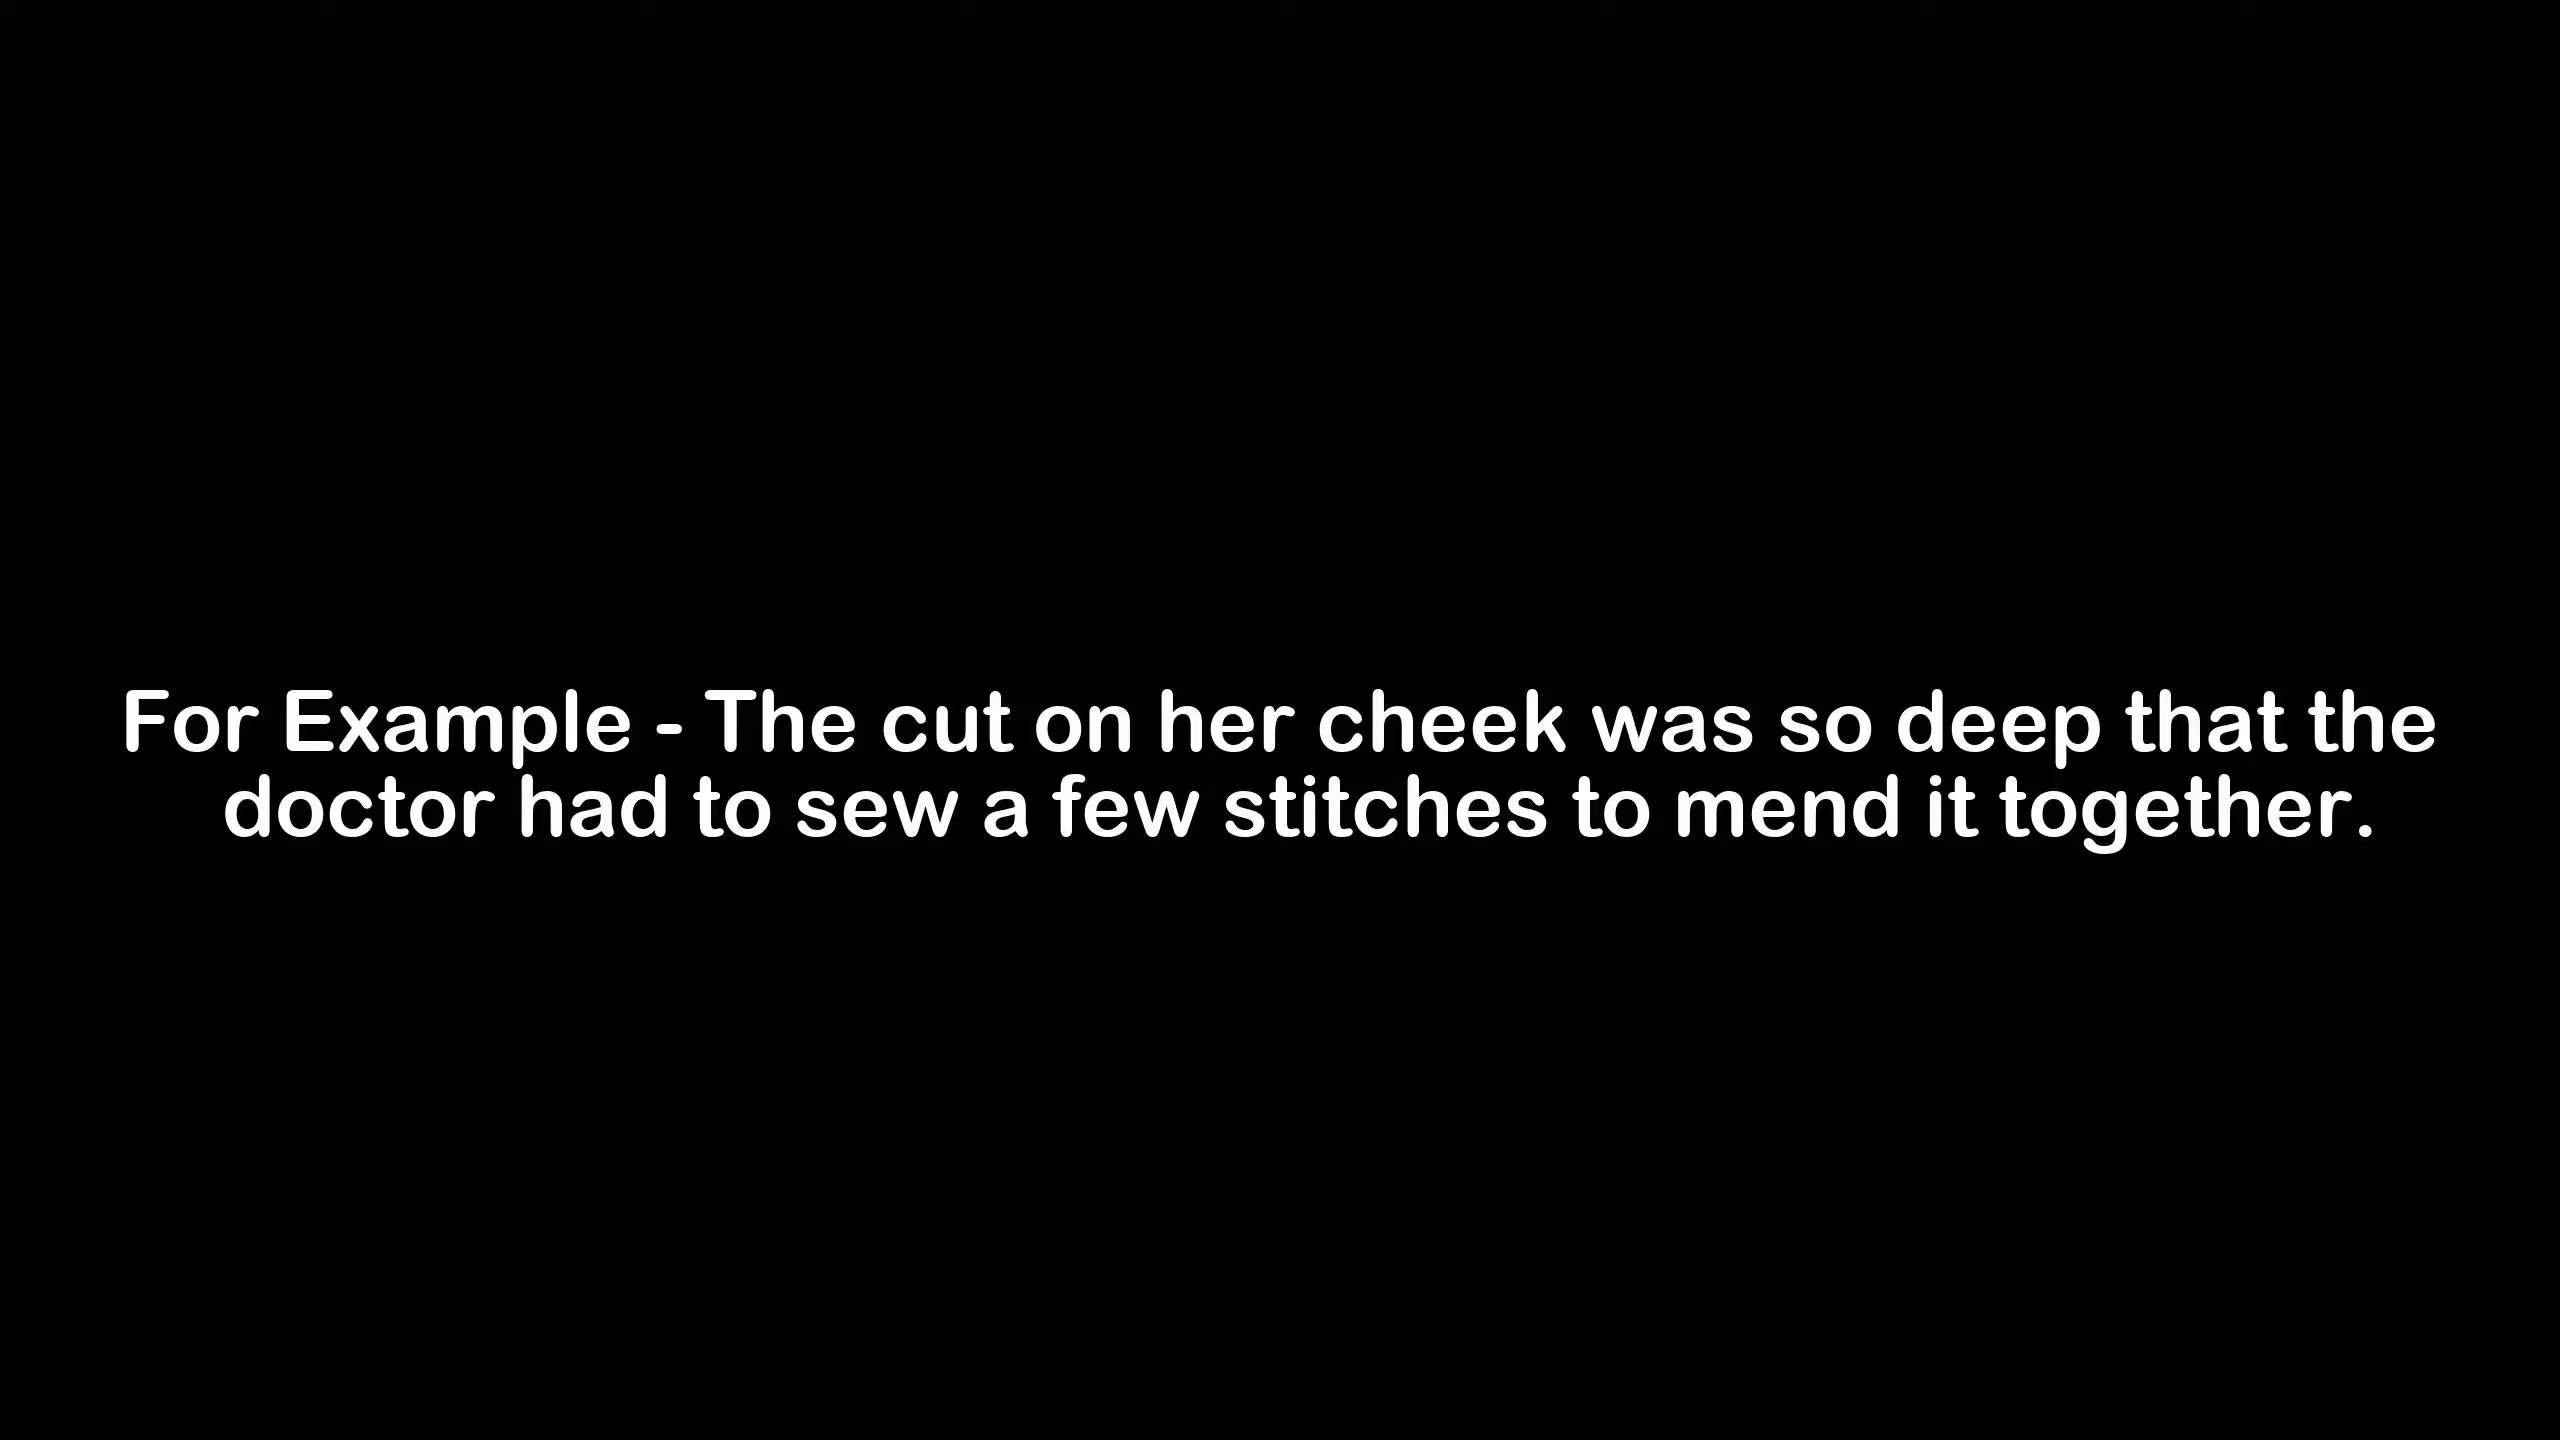 For Example - The cut on her cheek was so deep that the
doctor had to sew a few stitches to mend it together.